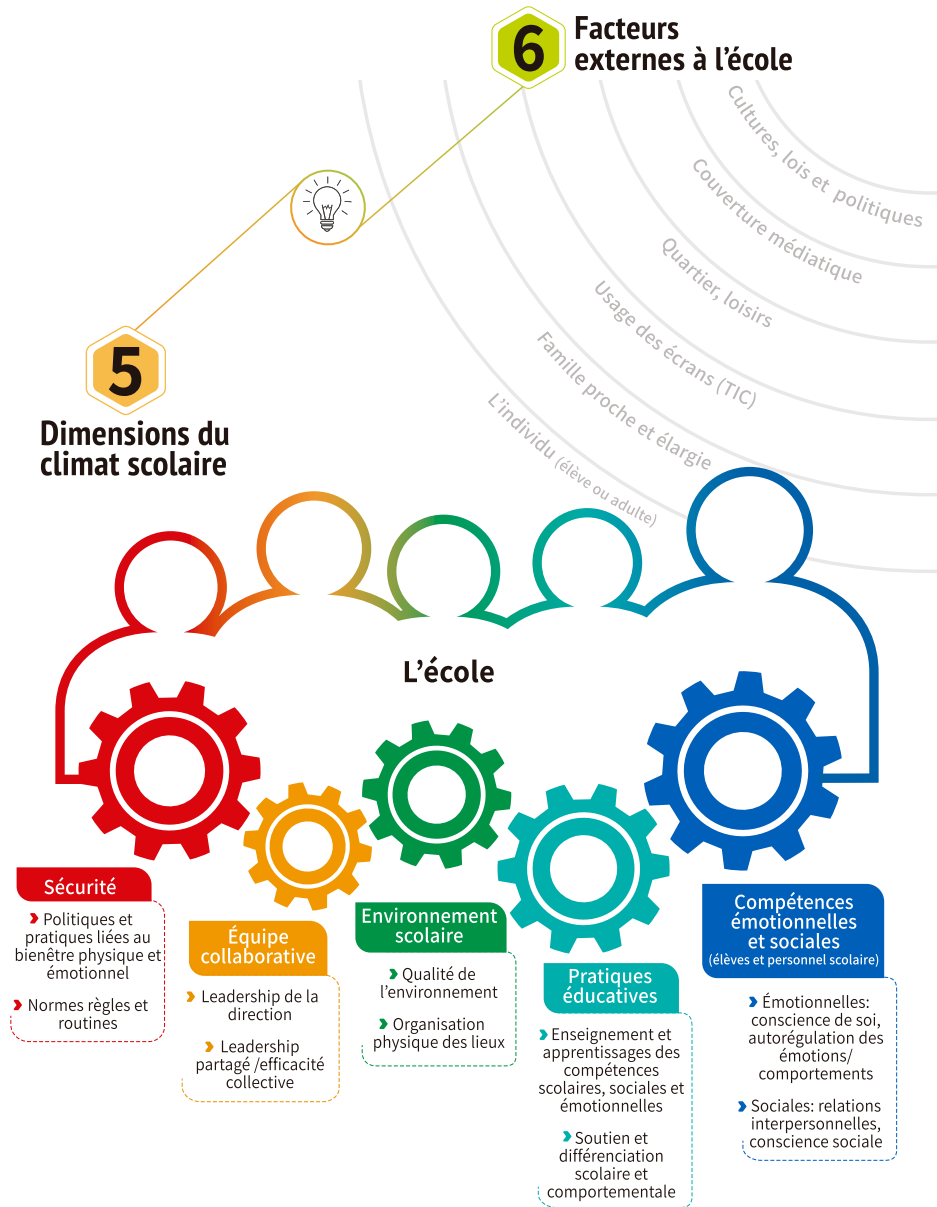 6
Facteurs
externes à l'école
Cultures, lois et politiques
Couverture médiatique
Quartier, loisirs
Usage des écrans (TIC)
Famille proche et élargie
L'individu (élève ou adulte)
5
Dimensions du
climat scolaire
L'école
Sécurité
Politiques et
pratiques liées au
bienêtre physique et
émotionnel
Normes règles et
routines
Équipe
collaborative
Leadership de la
direction
Leadership
partagé /efficacité
collective
Environnement
scolaire
Qualité de
l'environnement
Organisation
physique des lieux
Pratiques
éducatives
Enseignement et
apprentissages des
compétences
scolaires, sociales et
émotionnelles
Soutien et
différenciation
scolaire et
comportementale
Compétences
émotionnelles
et sociales
(élèves et personnel scolaire)
Émotionnelles:
conscience de soi,
autorégulation des
émotions/
comportements
Sociales: relations
interpersonnelles,
conscience sociale